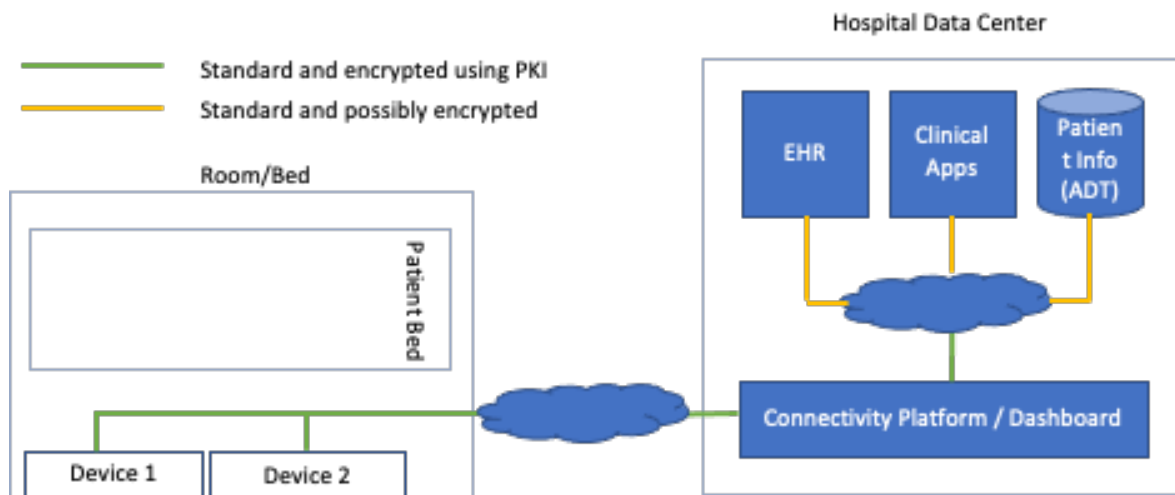 Hospital Data Center
Standard and encrypted using PKI
Standard and possibly encrypted
EHR
Clinical
Apps
Patien
t Info
(ADT)
Room/Bed
Patient Bed
Connectivity Platform / Dashboard
Device 1
Device 2